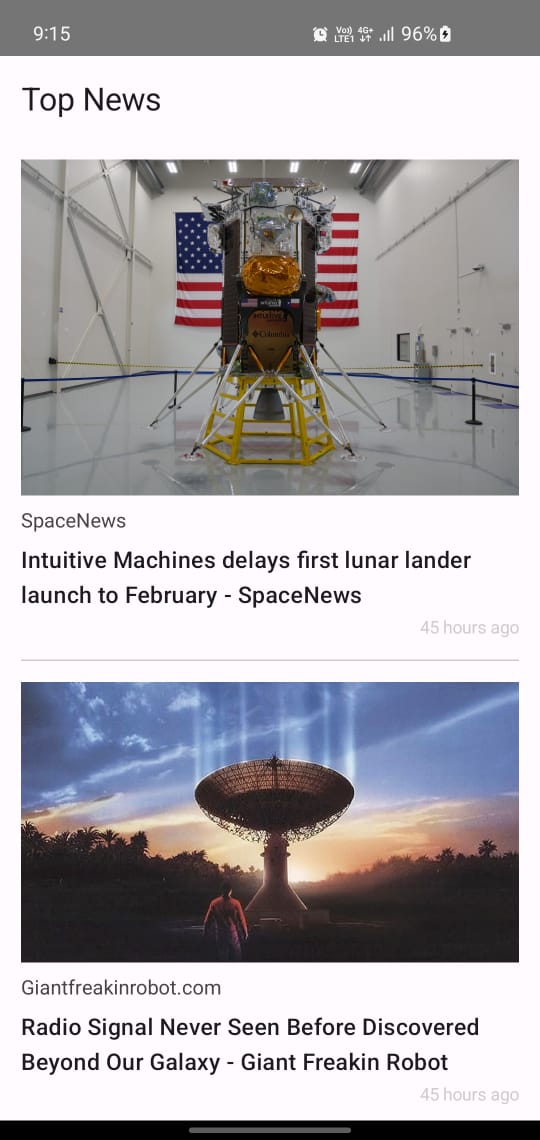 9:15
Vo) 4G+
LTE1 96%
Top News
Columbia
SpaceNews
Intuitive Machines delays first lunar lander
launch to February - SpaceNews
45 hours ago
Giantfreakinrobot.com
Radio Signal Never Seen Before Discovered
Beyond Our Galaxy - Giant Freakin Robot
45 hours ago